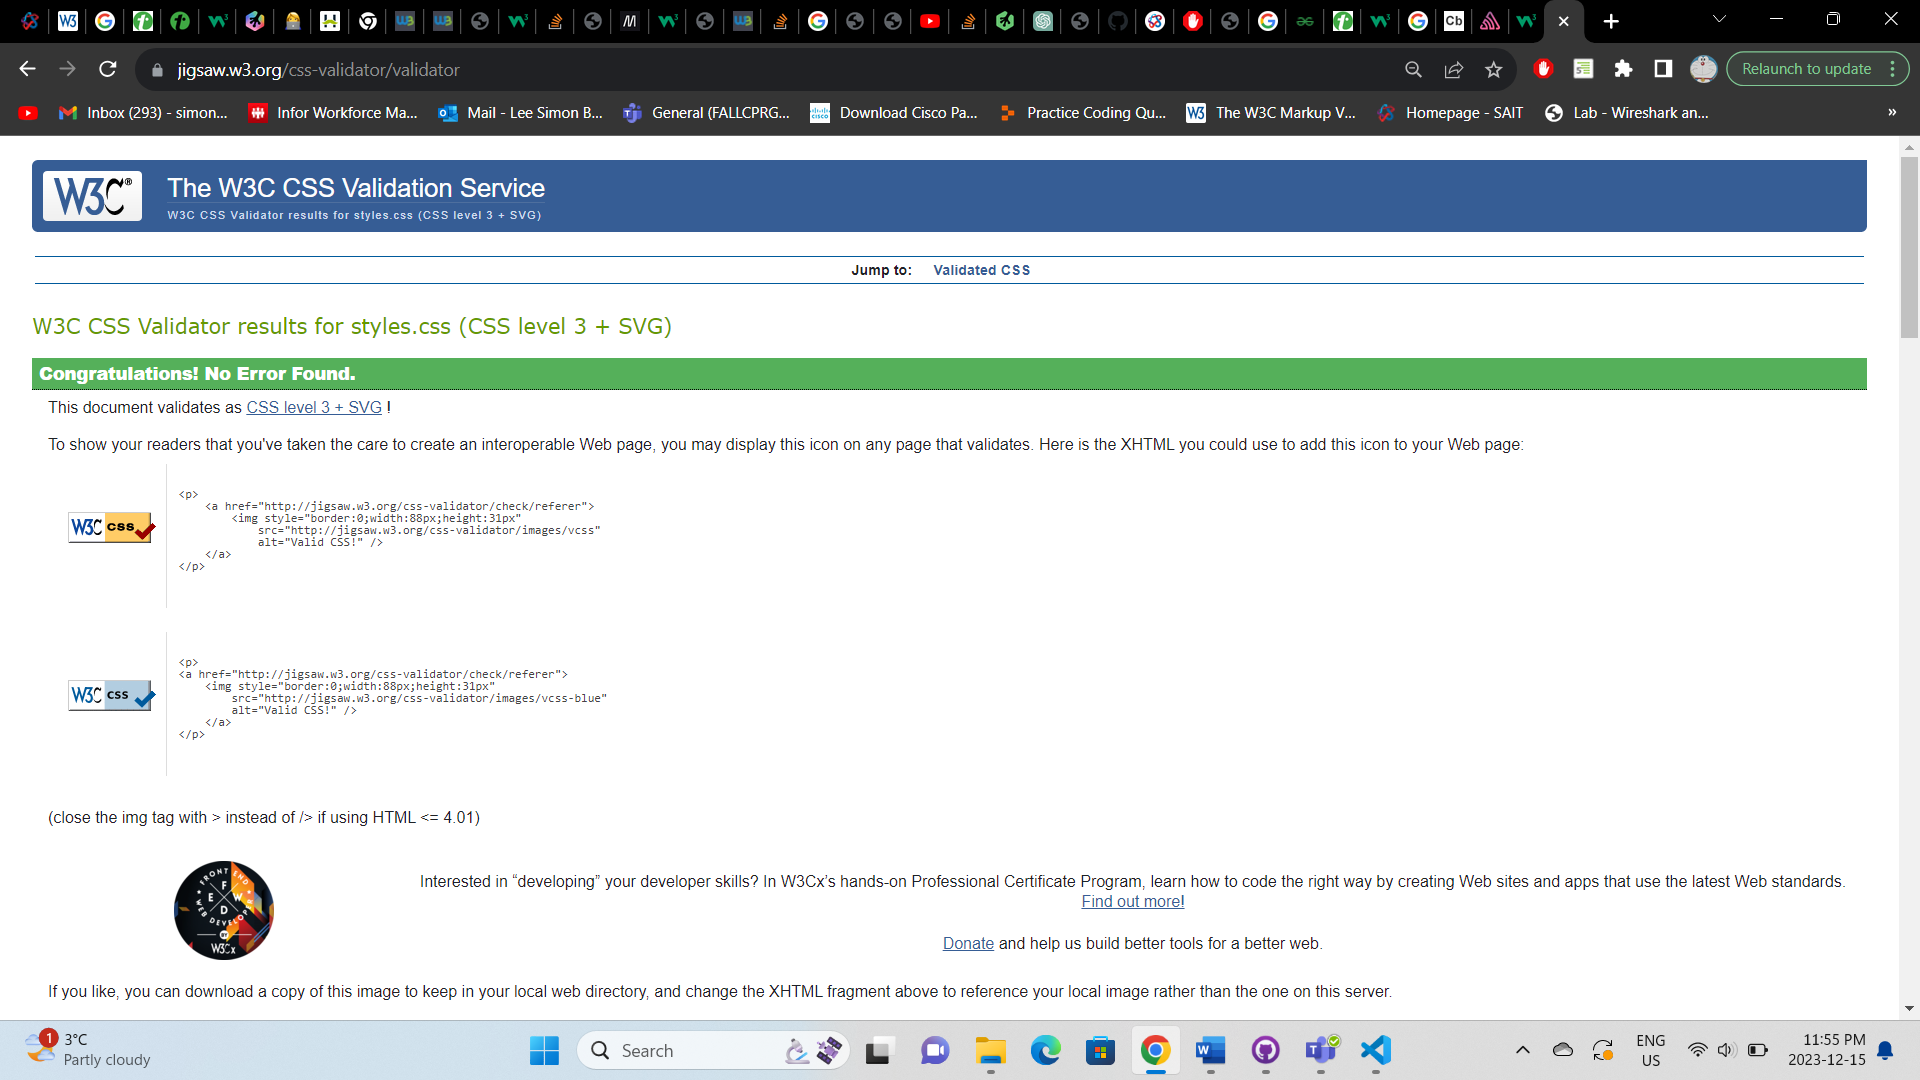 jigsaw.w3.org/css-validator/validator
Relaunch to update
Inbox (293) - simon...
Infor Workforce Ma...
Mail - Lee Simon B...
General (FALLCPRG...
Download Cisco Pa...
Practice Coding Qu...
The W3C Markup V...
Homepage - SAIT
Lab - Wireshark an...
»
W3C®
The W3C CSS Validation Service
W3C CSS Validator results for styles.css (CSS level 3 + SVG)
Jump to: Validated CSS
W3C CSS Validator results for styles.css (CSS level 3 + SVG)
Congratulations! No Error Found.
This document validates as CSS level 3 + SVG !
To show your readers that you've taken the care to create an interoperable Web page, you may display this icon on any page that validates. Here is the XHTML you could use to add this icon to your Web page:
W3C css
<p>
<a href="http://jigsaw.w3.org/css-validator/check/referer">
<img style="border:0;width:88px;height:31px"
src="http://jigsaw.w3.org/css-validator/images/vcss"
alt="Valid CSS!" />
</a>
</p>
W3C css
<p>
<a href="http://jigsaw.w3.org/css-validator/check/referer">
<img style="border:0;width:88px;height:31px"
src="http://jigsaw.w3.org/css-validator/images/vcss-blue"
alt="Valid CSS!" />
</a>
</p>
(close the img tag with > instead of /> if using HTML <= 4.01)
FRONT END
F
E W
D
WEB DEVELOPER
W3Cx
Interested in “developing” your developer skills? In W3Cx’s hands-on Professional Certificate Program, learn how to code the right way by creating Web sites and apps that use the latest Web standards.
Find out more!
Donate and help us build better tools for a better web.
If you like, you can download a copy of this image to keep in your local web directory, and change the XHTML fragment above to reference your local image rather than the one on this server.
1
3°C
Partly cloudy
Search
ENG
US
11:55 PM
2023-12-15